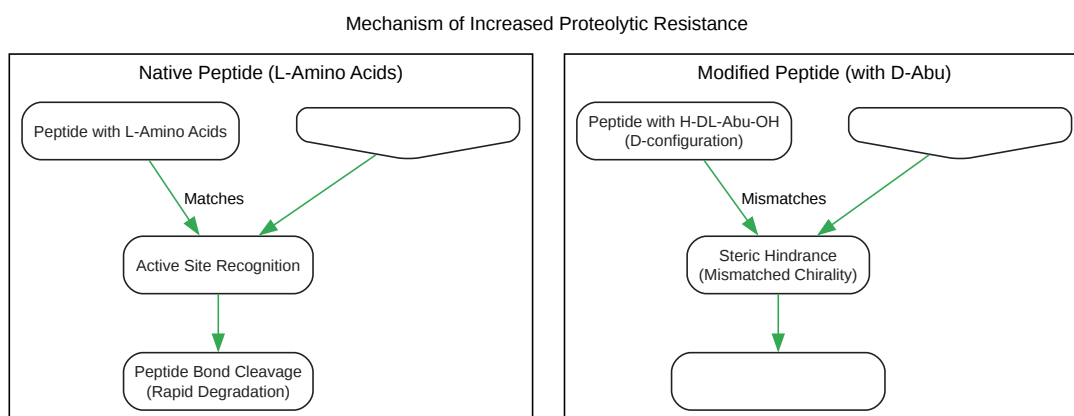 Mechanism of Increased Proteolytic Resistance
Native Peptide (L-Amino Acids)
Peptide with L-Amino Acids
Matches
Active Site Recognition
Peptide Bond Cleavage
(Rapid Degradation)
Modified Peptide (with D-Abu)
Peptide with H-DL-Abu-OH
(D-configuration)
Mismatches
Steric Hindrance
(Mismatched Chirality)